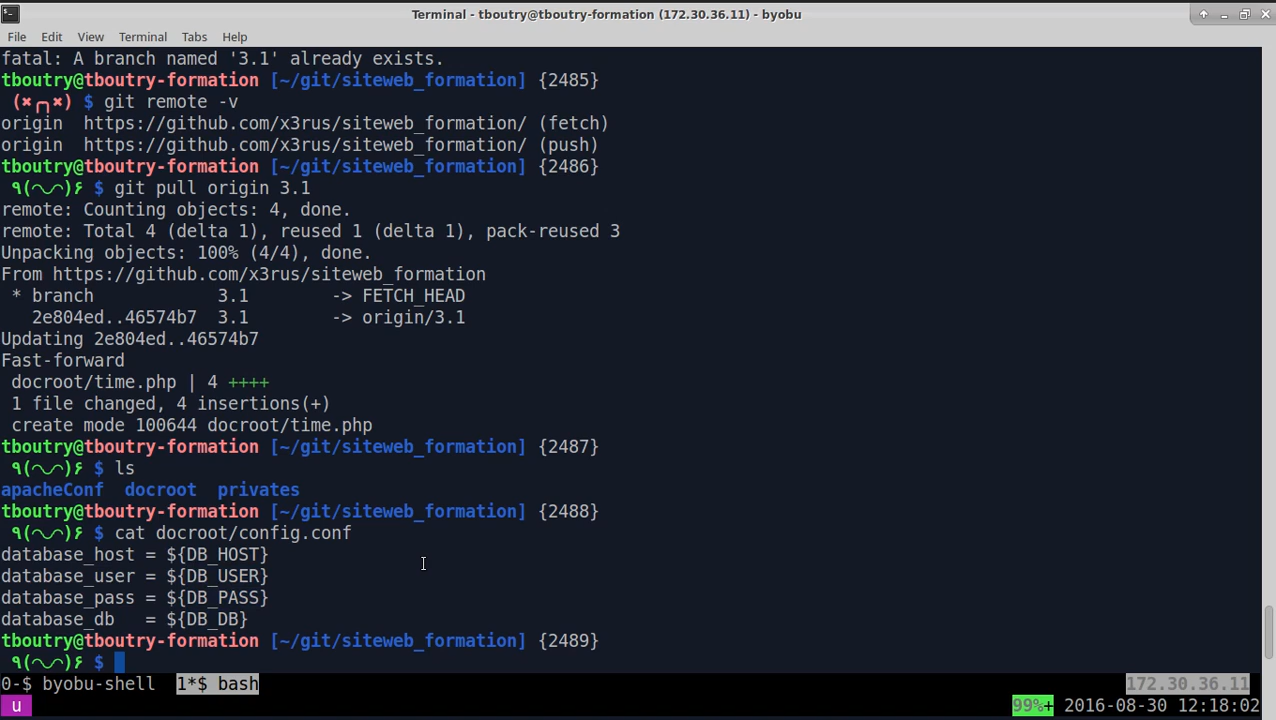 Terminal - tboutry@tboutry-formation (172.30.36.11) - byobu
File Edit View Terminal Tabs Help
fatal: A branch named '3.1' already exists.
tboutry@tboutry-formation [~/git/siteweb_formation] {2485}
(✖╭╮✖) $ git remote -v
origin  https://github.com/x3rus/siteweb_formation/ (fetch)
origin  https://github.com/x3rus/siteweb_formation/ (push)
tboutry@tboutry-formation [~/git/siteweb_formation] {2486}
٩(◠◡◠)۶ $ git pull origin 3.1
remote: Counting objects: 4, done.
remote: Total 4 (delta 1), reused 1 (delta 1), pack-reused 3
Unpacking objects: 100% (4/4), done.
From https://github.com/x3rus/siteweb_formation
 * branch            3.1        -> FETCH_HEAD
   2e804ed..46574b7  3.1        -> origin/3.1
Updating 2e804ed..46574b7
Fast-forward
 docroot/time.php | 4 ++++
 1 file changed, 4 insertions(+)
 create mode 100644 docroot/time.php
tboutry@tboutry-formation [~/git/siteweb_formation] {2487}
٩(◠◡◠)۶ $ ls
apacheConf  docroot  privates
tboutry@tboutry-formation [~/git/siteweb_formation] {2488}
٩(◠◡◠)۶ $ cat docroot/config.conf
database_host = ${DB_HOST}
database_user = ${DB_USER}
database_pass = ${DB_PASS}
database_db   = ${DB_DB}
tboutry@tboutry-formation [~/git/siteweb_formation] {2489}
٩(◠◡◠)۶ $
0-$ byobu-shell  1*$ bash 172.30.36.11
u 99%+ 2016-08-30 12:18:02